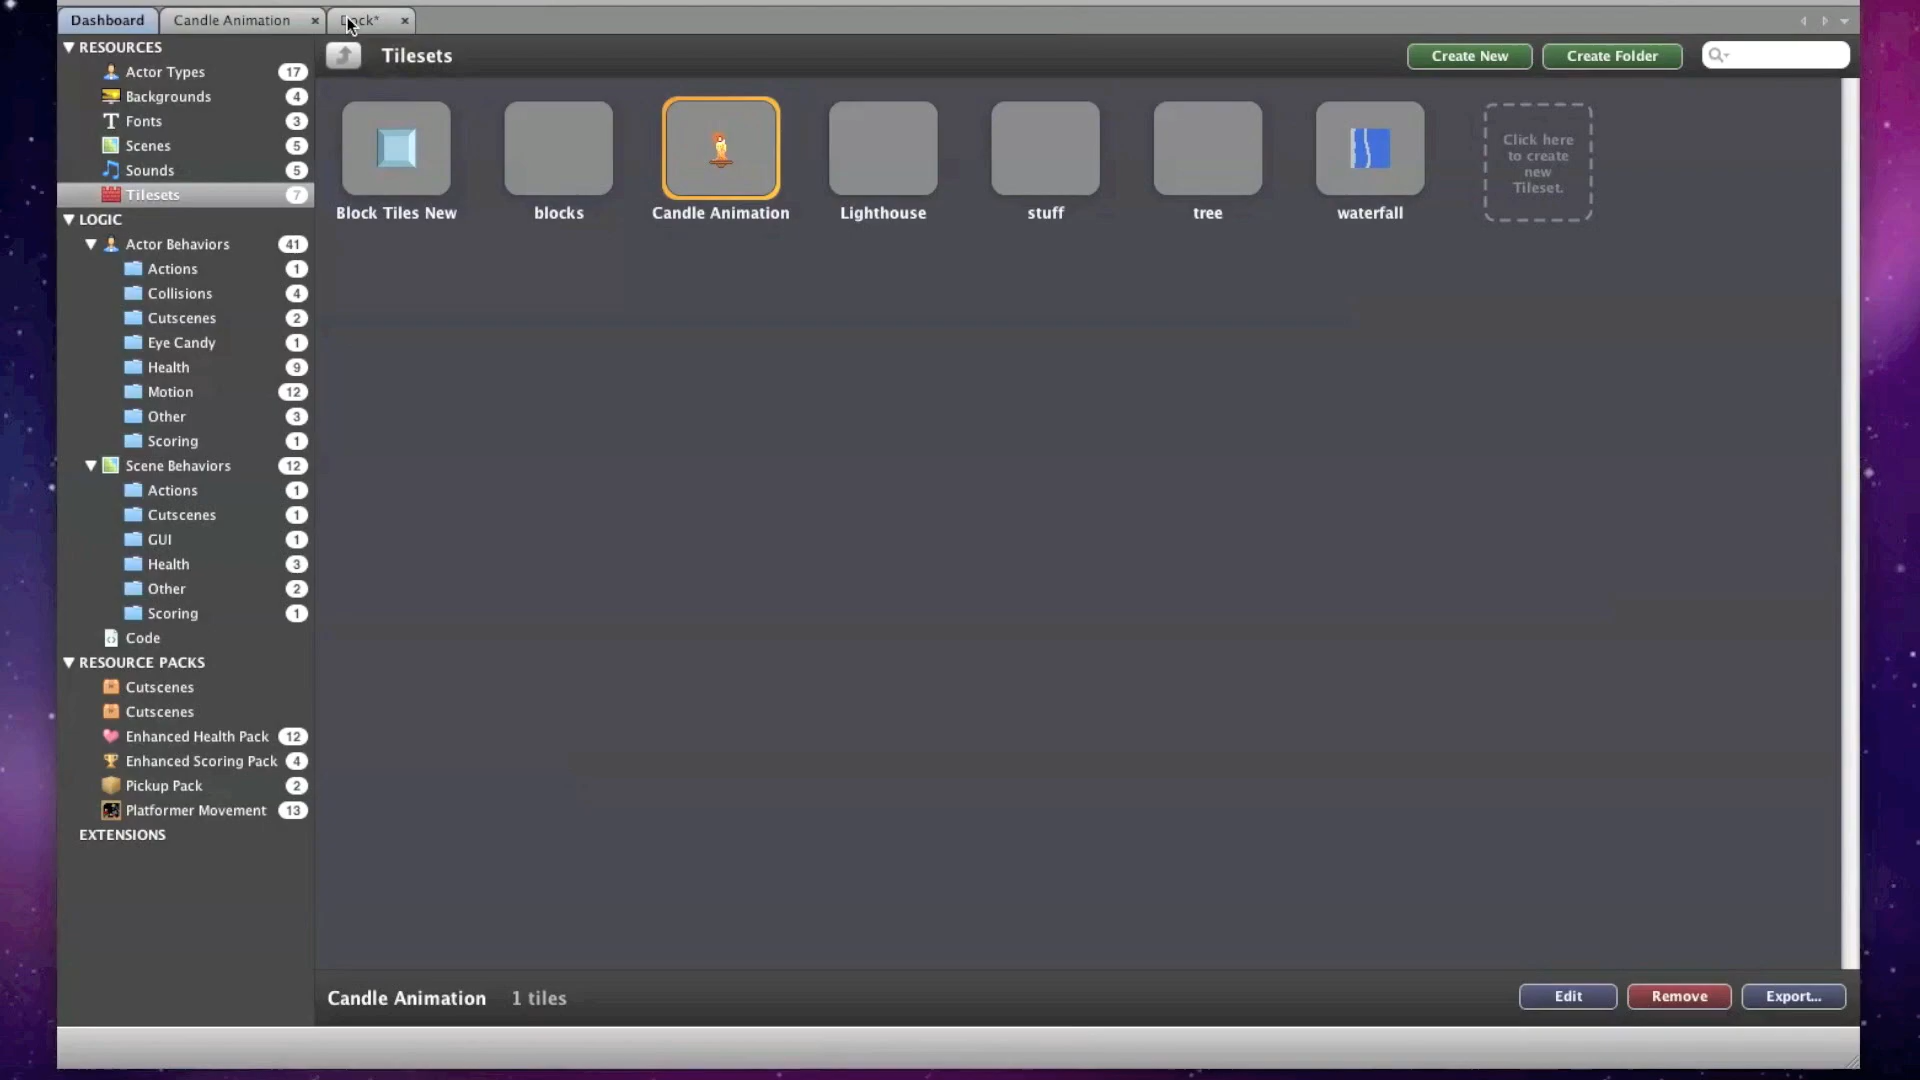 Dashboard
Candle Animation
RESOURCES
Actor Types 17
Backgrounds 4
Fonts 3
Scenes 5
Sounds 5
Tilesets 7
LOGIC
Actor Behaviors 41
Actions 1
Collisions 4
Cutscenes 2
Eye Candy 1
Health 9
Motion 12
Other 3
Scoring 1
Scene Behaviors 12
Actions 1
Cutscenes 1
GUI 1
Health 3
Other 2
Scoring 1
Code
RESOURCE PACKS
Cutscenes
Cutscenes
Enhanced Health Pack 12
Enhanced Scoring Pack 4
Pickup Pack 2
Platformer Movement 13
EXTENSIONS
Tilesets
Create New
Create Folder
Block Tiles New
blocks
Candle Animation
Lighthouse
stuff
tree
waterfall
Click here
to create
new
Tileset.
Candle Animation 1 tiles
Edit
Remove
Export...